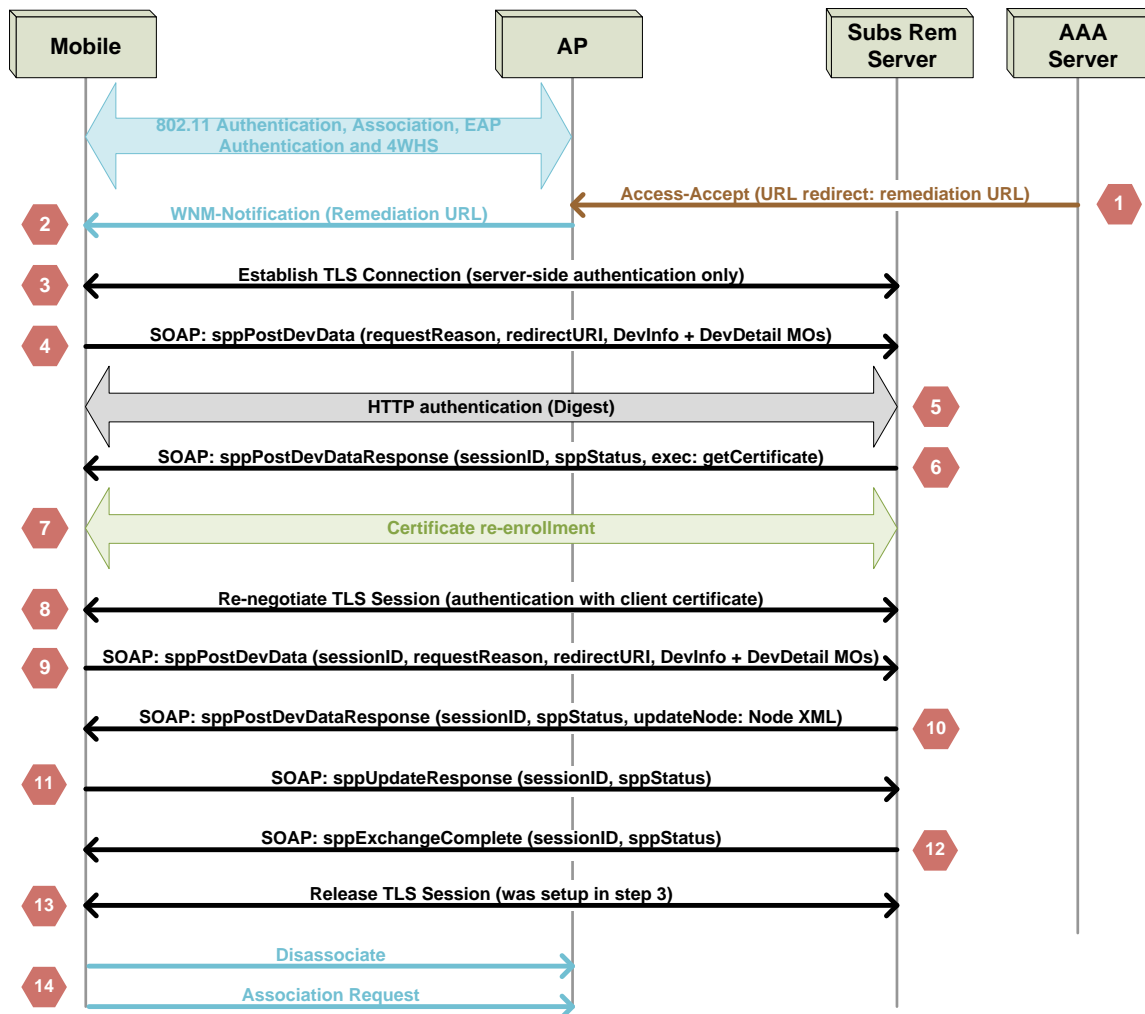 Mobile
AP
Subs Rem
Server
AAA
Server
802.11 Authentication, Association, EAP
Authentication and 4WHS
Access-Accept (URL redirect: remediation URL)
1
2
WNM-Notification (Remediation URL)
3
Establish TLS Connection (server-side authentication only)
4
SOAP: sppPostDevData (requestReason, redirectURI, DevInfo + DevDetail MOs)
HTTP authentication (Digest)
5
SOAP: sppPostDevDataResponse (sessionID, sppStatus, exec: getCertificate)
6
7
Certificate re-enrollment
8
Re-negotiate TLS Session (authentication with client certificate)
9
SOAP: sppPostDevData (sessionID, requestReason, redirectURI, DevInfo + DevDetail MOs)
SOAP: sppPostDevDataResponse (sessionID, sppStatus, updateNode: Node XML)
10
11
SOAP: sppUpdateResponse (sessionID, sppStatus)
SOAP: sppExchangeComplete (sessionID, sppStatus)
12
13
Release TLS Session (was setup in step 3)
Disassociate
14
Association Request